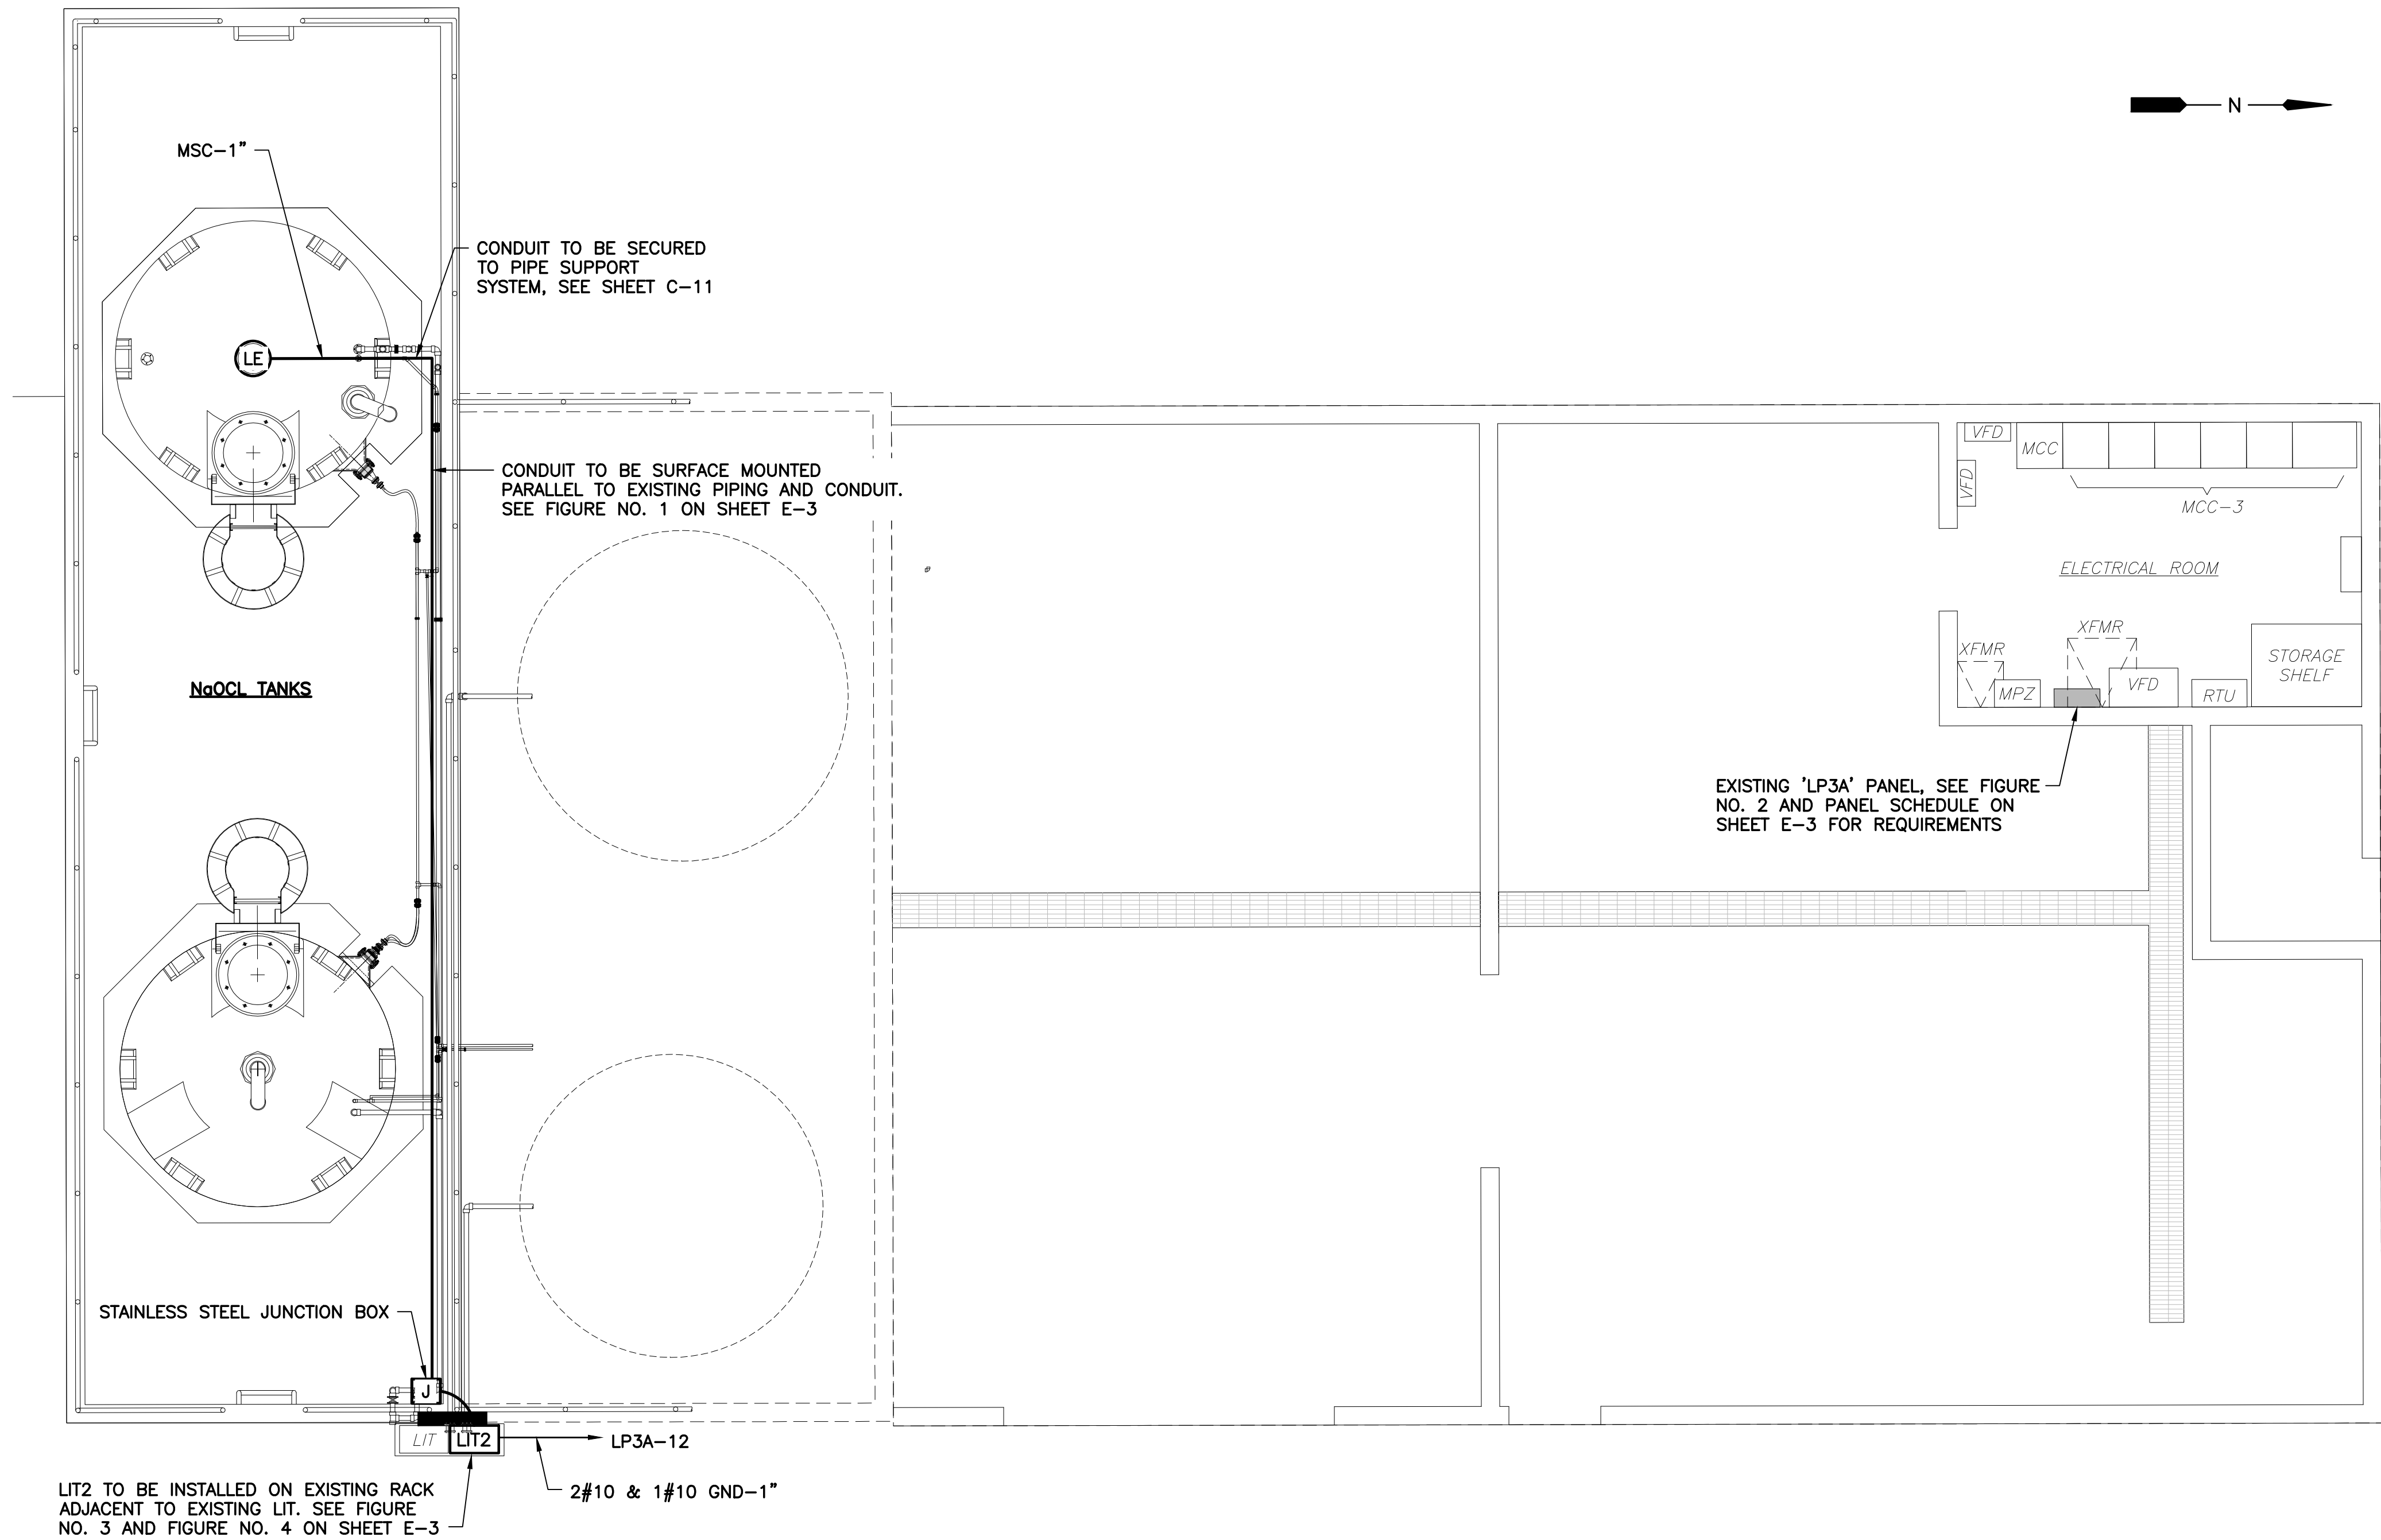 N
MSC-1"
CONDUIT TO BE SECURED
TO PIPE SUPPORT
SYSTEM, SEE SHEET C-11
LE
CONDUIT TO BE SURFACE MOUNTED
PARALLEL TO EXISTING PIPING AND CONDUIT.
SEE FIGURE NO. 1 ON SHEET E-3
VFD
MCC
VFD
MCC-3
ELECTRICAL ROOM
XFMR
XFMR
STORAGE
SHELF
MPZ
VFD
RTU
NaOCL TANKS
EXISTING 'LP3A' PANEL, SEE FIGURE
NO. 2 AND PANEL SCHEDULE ON
SHEET E-3 FOR REQUIREMENTS
STAINLESS STEEL JUNCTION BOX
J
LIT
LIT2
LP3A-12
2#10 & 1#10 GND-1"
LIT2 TO BE INSTALLED ON EXISTING RACK
ADJACENT TO EXISTING LIT. SEE FIGURE
NO. 3 AND FIGURE NO. 4 ON SHEET E-3